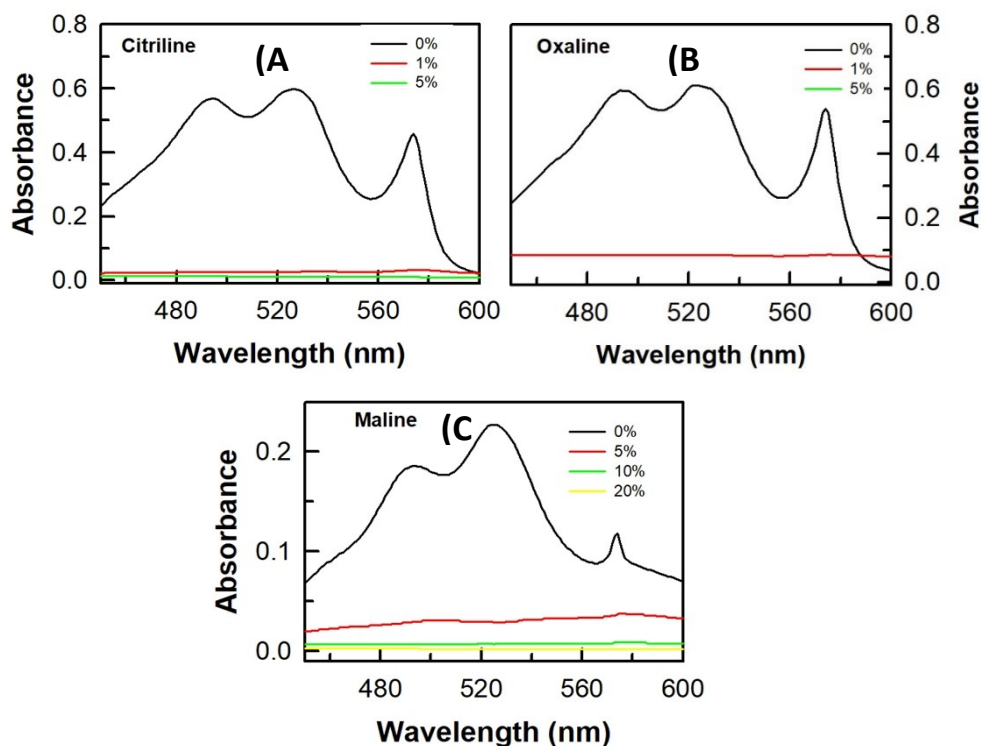 Citriline
(A)
0%
1%
5%
0.8
0.6
0.4
0.2
0.0
Absorbance
480 520 560 600
Wavelength (nm)
Oxaline
(B)
0%
1%
5%
0.8
0.6
0.4
0.2
0.0
Absorbance
480 520 560 600
Wavelength (nm)
Maline
(C)
0%
5%
10%
20%
0.2
0.1
0.0
Absorbance
480 520 560 600
Wavelength (nm)